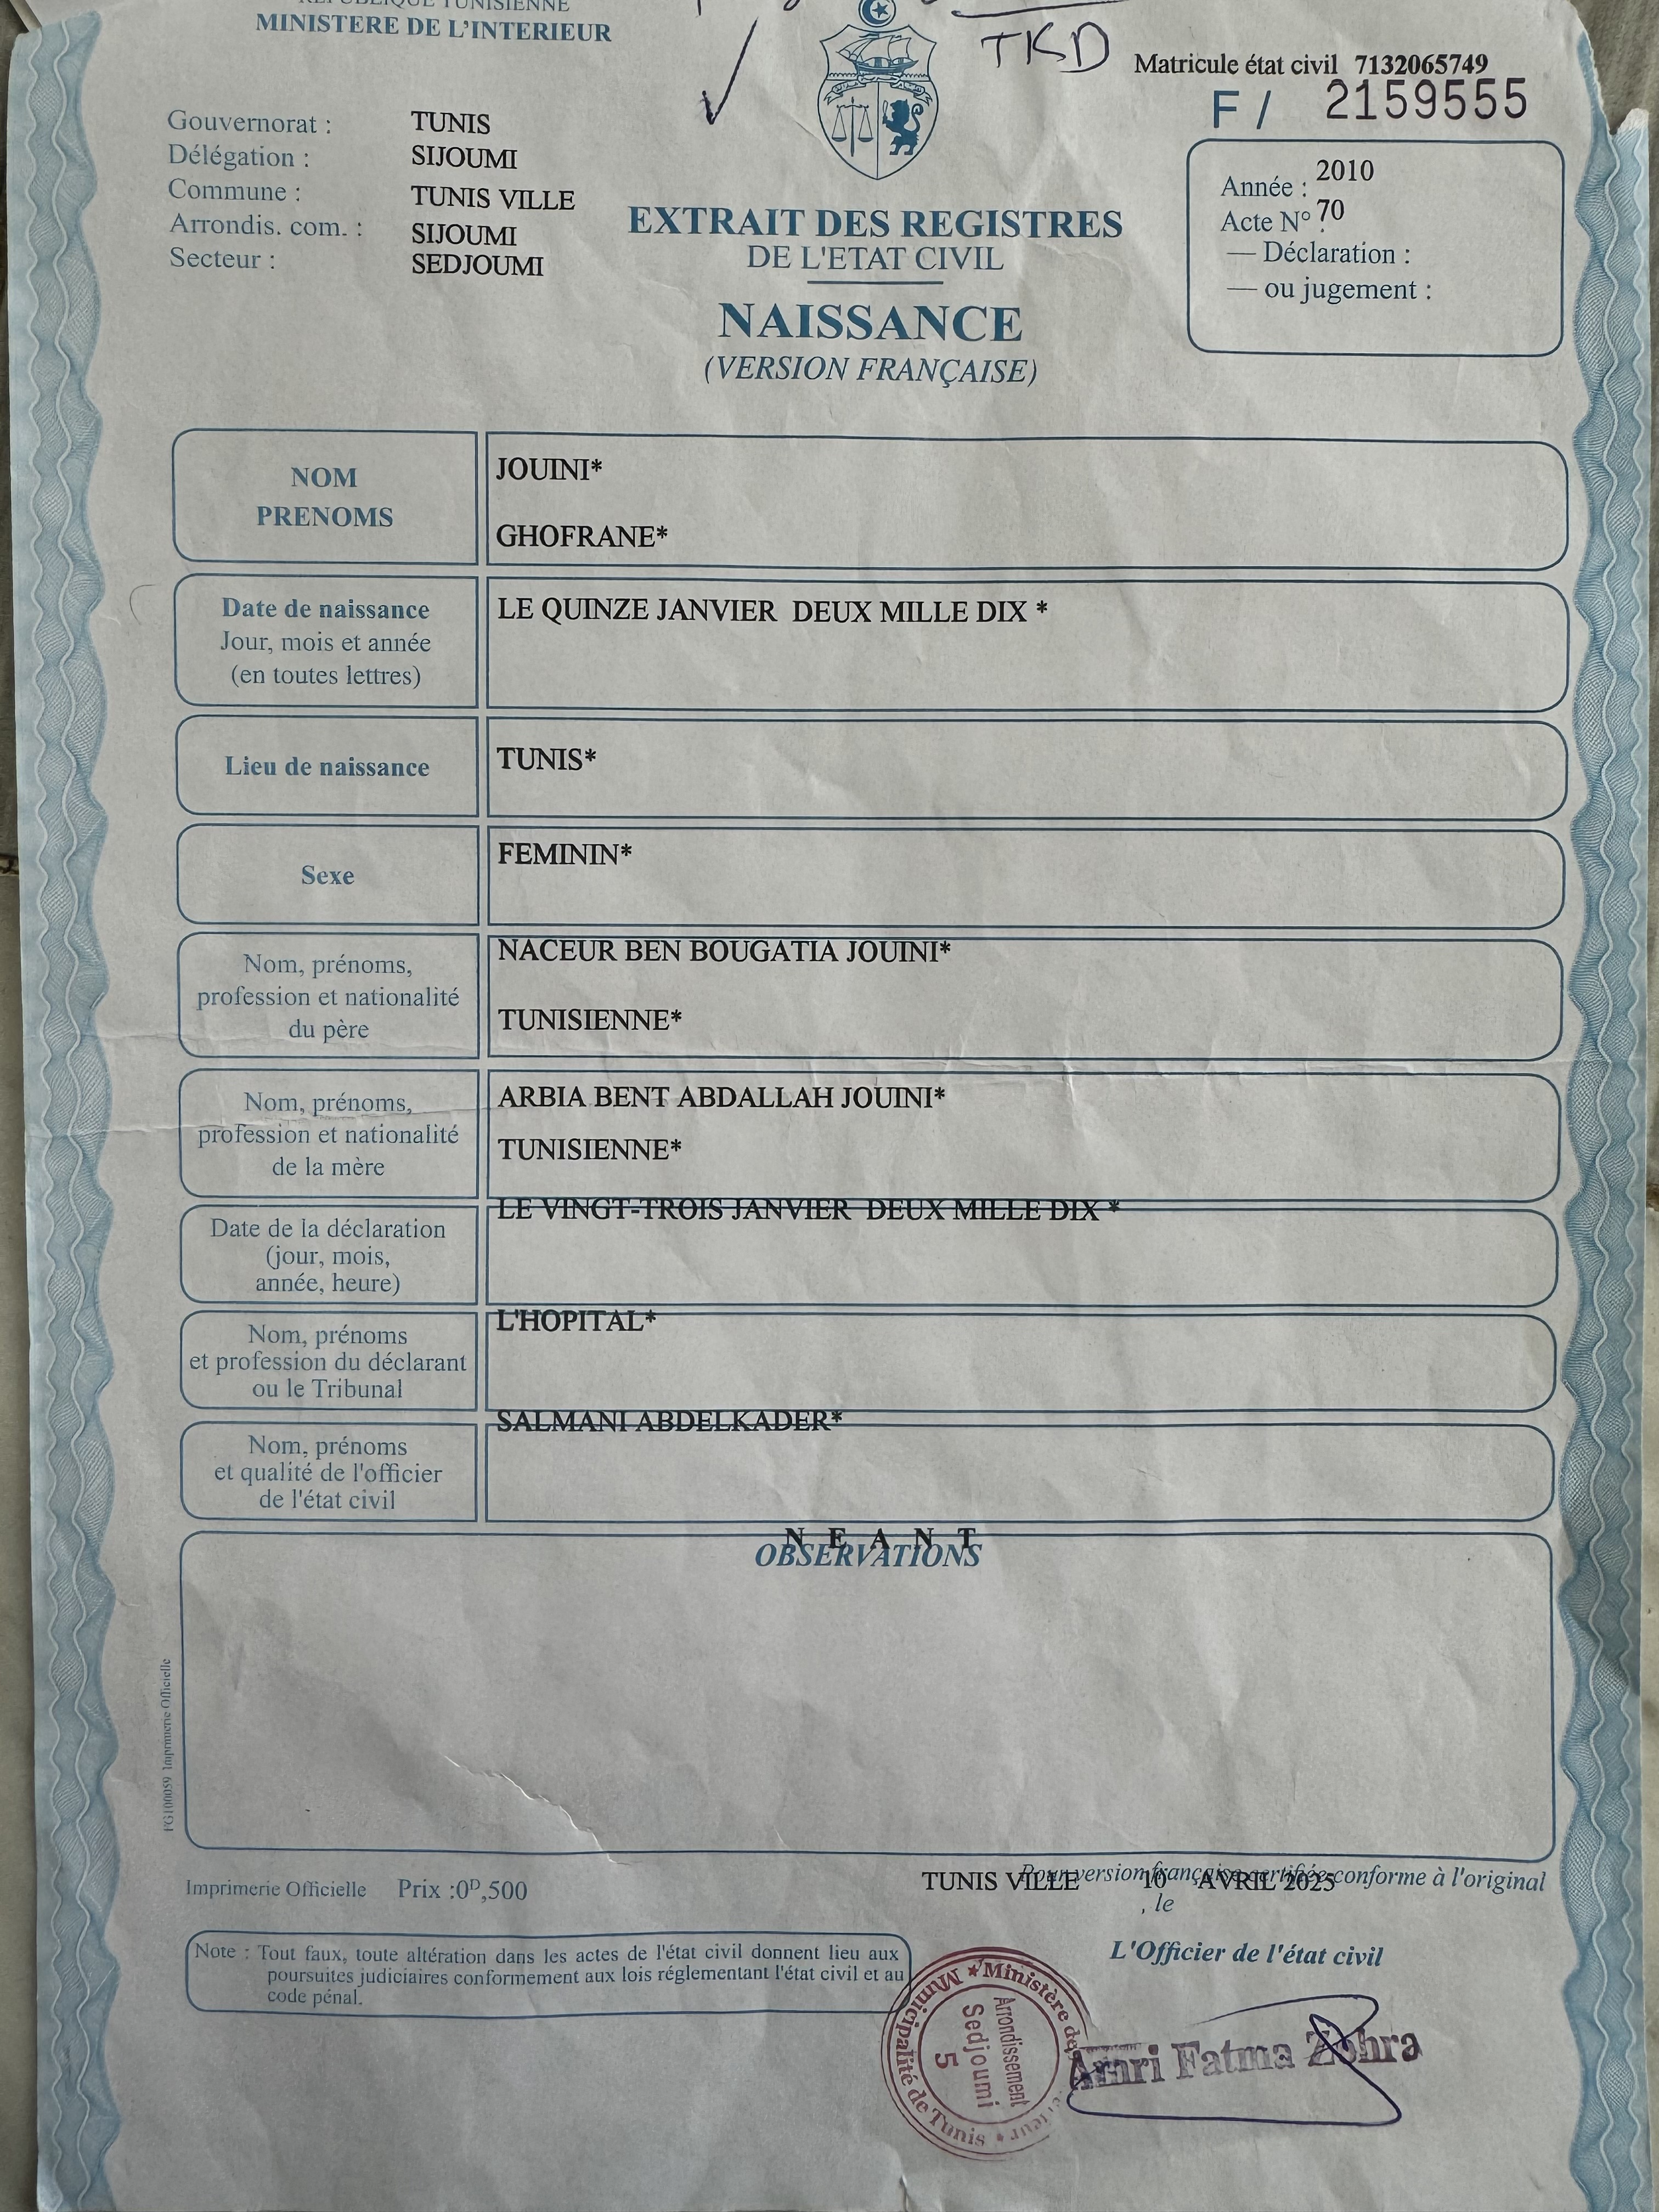 REPUBLIQUE TUNISIENNE
MINISTERE DE L'INTERIEUR
TKD
Matricule état civil 7132065749
F / 2159555
Gouvernorat : TUNIS
Délégation : SIJOUMI
Commune : TUNIS VILLE
Arrondis. com. : SIJOUMI
Secteur : SEDJOUMI
EXTRAIT DES REGISTRES
DE L'ETAT CIVIL
NAISSANCE
(VERSION FRANÇAISE)
Année : 2010
Acte N° 70
— Déclaration :
— ou jugement :
NOM
PRENOMS
JOUINI*
GHOFRANE*
Date de naissance
Jour, mois et année
(en toutes lettres)
LE QUINZE JANVIER DEUX MILLE DIX *
Lieu de naissance
TUNIS*
Sexe
FEMININ*
Nom, prénoms,
profession et nationalité
du père
NACEUR BEN BOUGATIA JOUINI*
TUNISIENNE*
Nom, prénoms,
profession et nationalité
de la mère
ARBIA BENT ABDALLAH JOUINI*
TUNISIENNE*
Date de la déclaration
(jour, mois,
année, heure)
LE VINGT-TROIS JANVIER DEUX MILLE DIX *
Nom, prénoms
et profession du déclarant
ou le Tribunal
L'HOPITAL*
Nom, prénoms
et qualité de l'officier
de l'état civil
SALMANI ABDELKADER*
N E A N T
OBSERVATIONS
FG100059 Imprimerie Officielle
Imprimerie Officielle Prix :0ᴰ,500
Pour version française certifiée conforme à l'original
TUNIS VILLE 10 AVRIL 2025
, le
Note : Tout faux, toute altération dans les actes de l'état civil donnent lieu aux
poursuites judiciaires conformement aux lois réglementant l'état civil et au
code pénal.
L'Officier de l'état civil
Municipalité de Tunis ★ Ministère de
Arrondissement
Sedjoumi
5
Amri Fatma Zohra